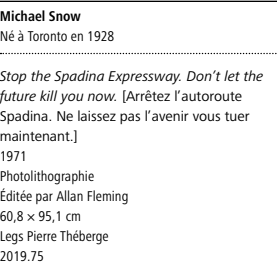 Michael Snow
Né à Toronto en 1928
Stop the Spadina Expressway. Don’t let the
future kill you now. [Arrêtez l’autoroute
Spadina. Ne laissez pas l’avenir vous tuer
maintenant.]
1971
Photolithographie
Éditée par Allan Fleming
60,8 × 95,1 cm
Legs Pierre Théberge
2019.75